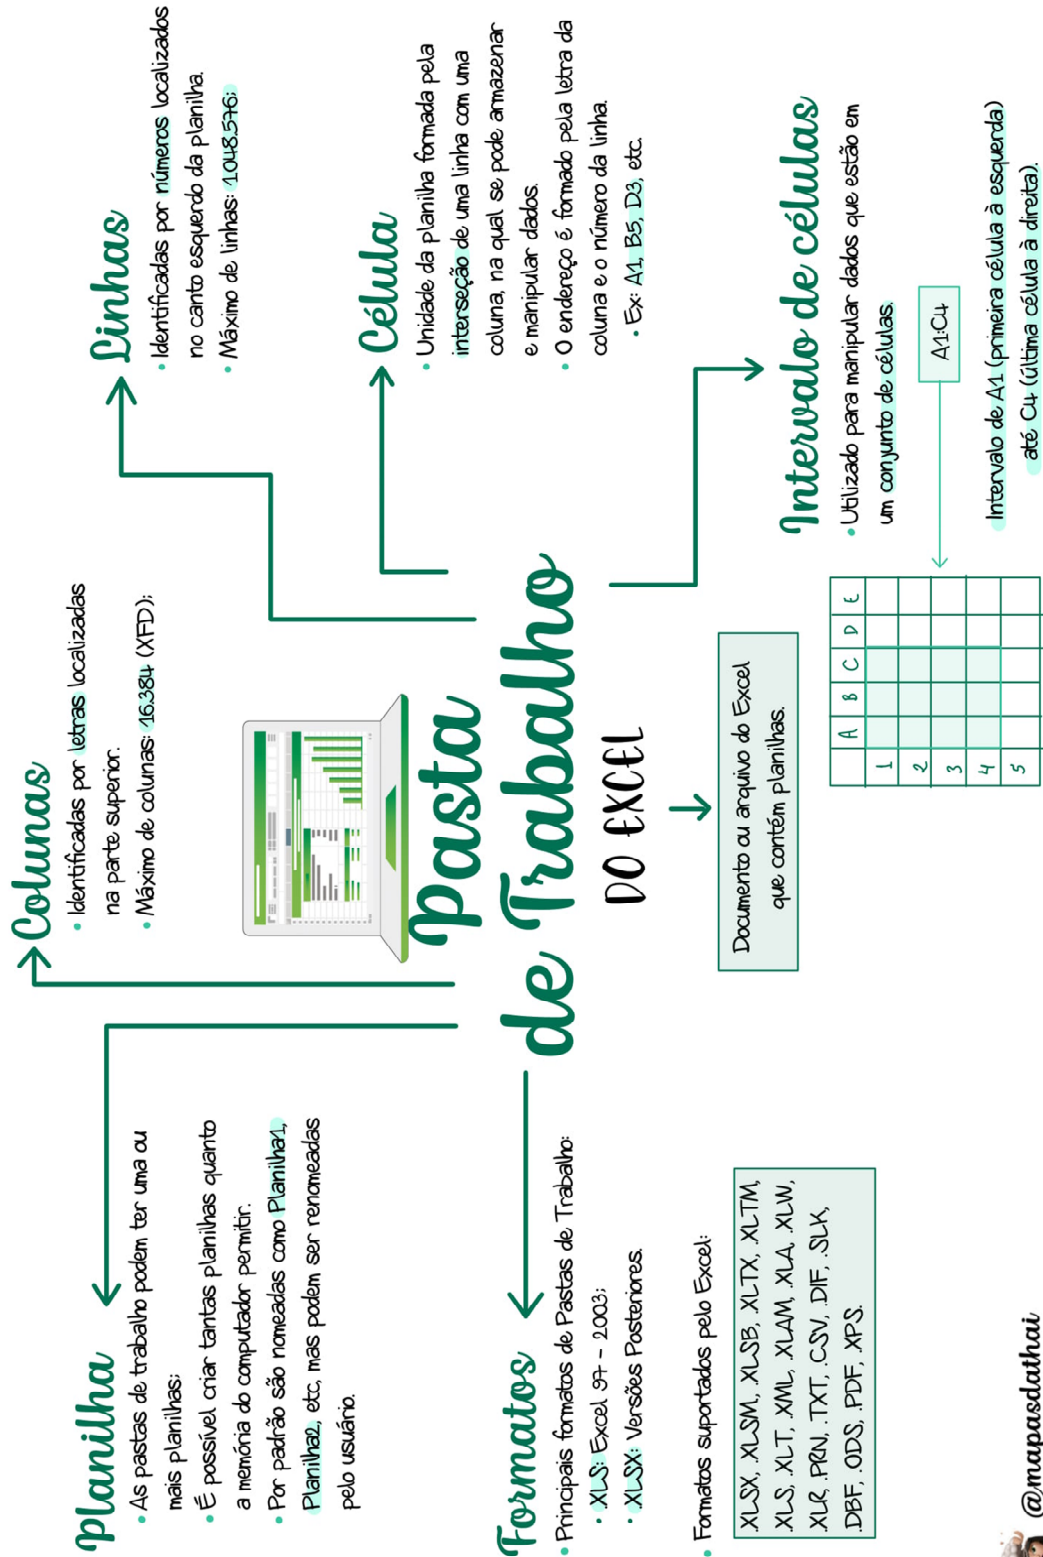 Planilha
• As pastas de trabalho podem ter uma ou
mais planilhas;
• É possível criar tantas planilhas quanto
a memória do computador permitir.
• Por padrão são nomeadas como Planilha1,
Planilha2, etc, mas podem ser renomeadas
pelo usuário.
Colunas
• Identificadas por letras localizadas
na parte superior.
• Máximo de colunas: 16.384 (XFD);
Linhas
• Identificadas por números localizados
no canto esquerdo da planilha.
• Máximo de linhas: 1048.576;
Pasta
de Trabalho
DO EXCEL
Documento ou arquivo do Excel
que contém planilhas.
Célula
• Unidade da planilha formada pela
interseção de uma linha com uma
coluna, na qual se pode armazenar
e manipular dados.
• O endereço é formado pela letra da
coluna e o número da linha.
• Ex: A1, B5, D3, etc.
Formatos
• Principais formatos de Pastas de Trabalho:
• .XLS: Excel 97 - 2003;
• .XLSX: Versões Posteriores.
• Formatos suportados pelo Excel:
.XLSX, .XLSM, .XLSB, .XLTX, .XLTM,
.XLS, .XLT, .XML, .XLAM, .XLA, .XLW,
.XLR, .PRN, .TXT, .CSV, .DIF, .SLK,
.DBF, .ODS, .PDF, .XPS.
Intervalo de células
• Utilizado para manipular dados que estão em
um conjunto de células.
A B C D E
1
2
3
4
5
A1:C4
Intervalo de A1 (primeira célula à esquerda)
até C4 (última célula à direita).
@mapasdathai